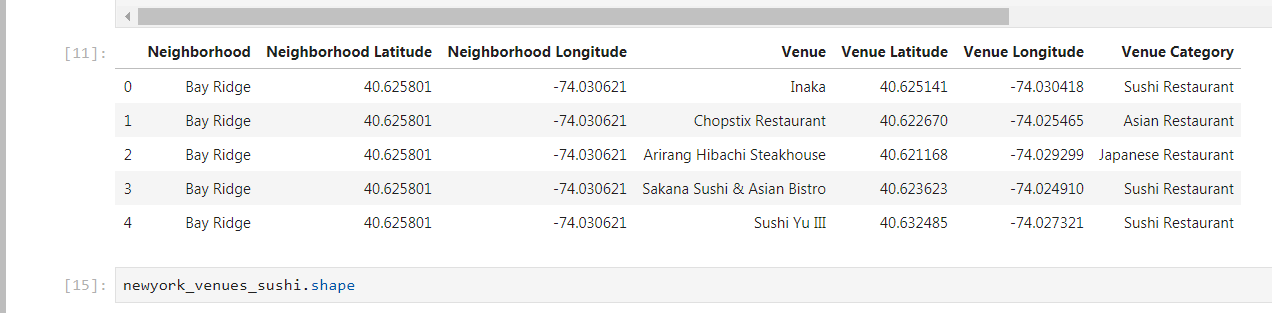 [11]: Neighborhood Neighborhood Latitude Neighborhood Longitude Venue Venue Latitude Venue Longitude Venue Category
0 Bay Ridge 40.625801 -74.030621 Inaka 40.625141 -74.030418 Sushi Restaurant
1 Bay Ridge 40.625801 -74.030621 Chopstix Restaurant 40.622670 -74.025465 Asian Restaurant
2 Bay Ridge 40.625801 -74.030621 Arirang Hibachi Steakhouse 40.621168 -74.029299 Japanese Restaurant
3 Bay Ridge 40.625801 -74.030621 Sakana Sushi & Asian Bistro 40.623623 -74.024910 Sushi Restaurant
4 Bay Ridge 40.625801 -74.030621 Sushi Yu III 40.632485 -74.027321 Sushi Restaurant
[15]: newyork_venues_sushi.shape